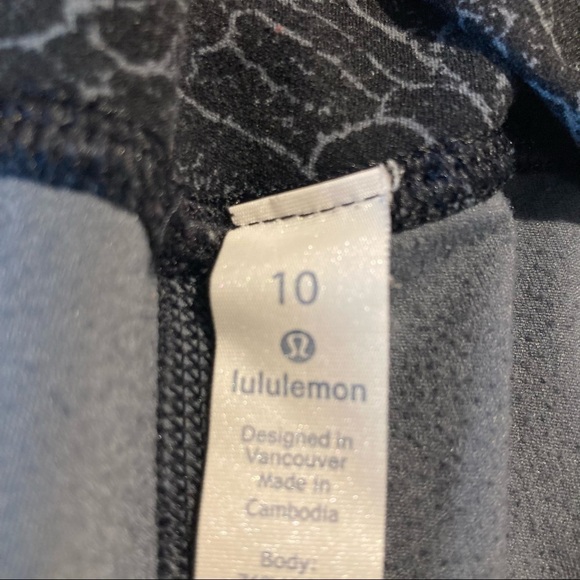 10
lululemon
Designed in
Vancouver
Made in
Cambodia
Body: